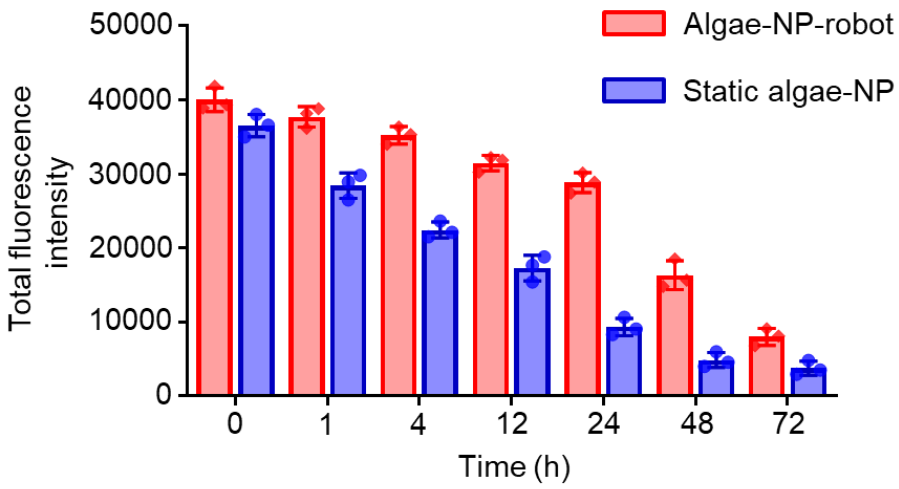 50000
40000
30000
20000
10000
0
Total fluorescence
intensity
Algae-NP-robot
Static algae-NP
0 1 4 12 24 48 72
Time (h)